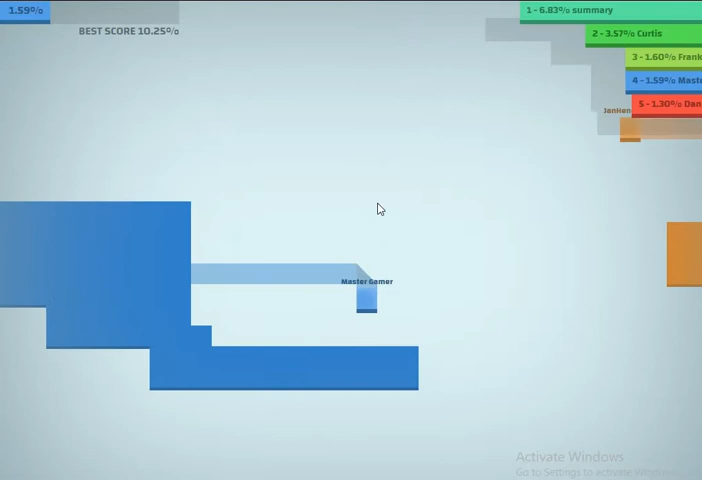 1.59%
BEST SCORE 10.25%
1 - 6.83% summary
2 - 3.57% Curtis
3 - 1.60% Frank
4 - 1.59% Maste
5 - 1.30% Dan
Master Gamer
Activate Windows
Go to Settings to activate Windows